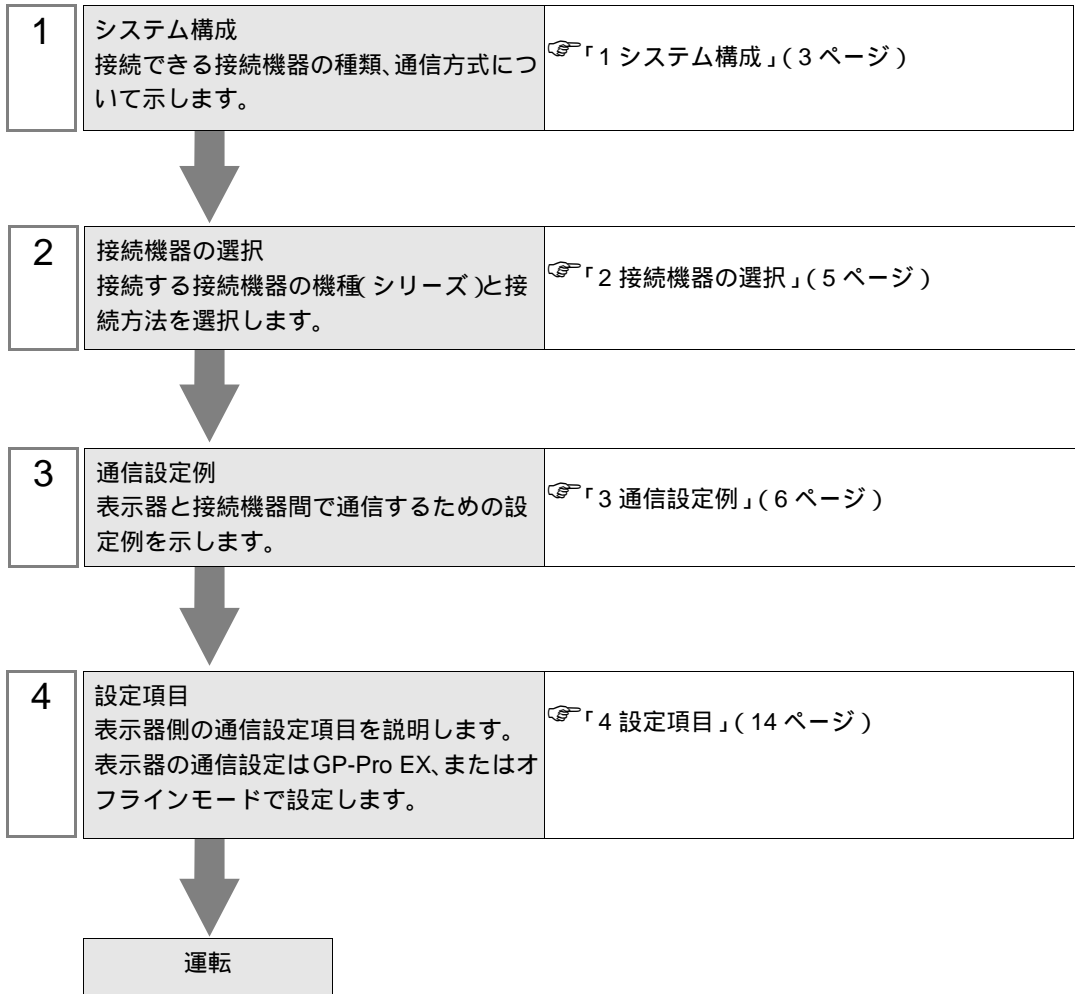 1
システム構成
接続できる接続機器の種類、通信方式につ
いて示します。
☞「1 システム構成」(3 ページ)
2
接続機器の選択
接続する接続機器の機種(シリーズ)と接
続方法を選択します。
☞「2 接続機器の選択」(5 ページ)
3
通信設定例
表示器と接続機器間で通信するための設
定例を示します。
☞「3 通信設定例」(6 ページ)
4
設定項目
表示器側の通信設定項目を説明します。
表示器の通信設定はGP-Pro EX、またはオ
フラインモードで設定します。
☞「4 設定項目」(14 ページ)
運転